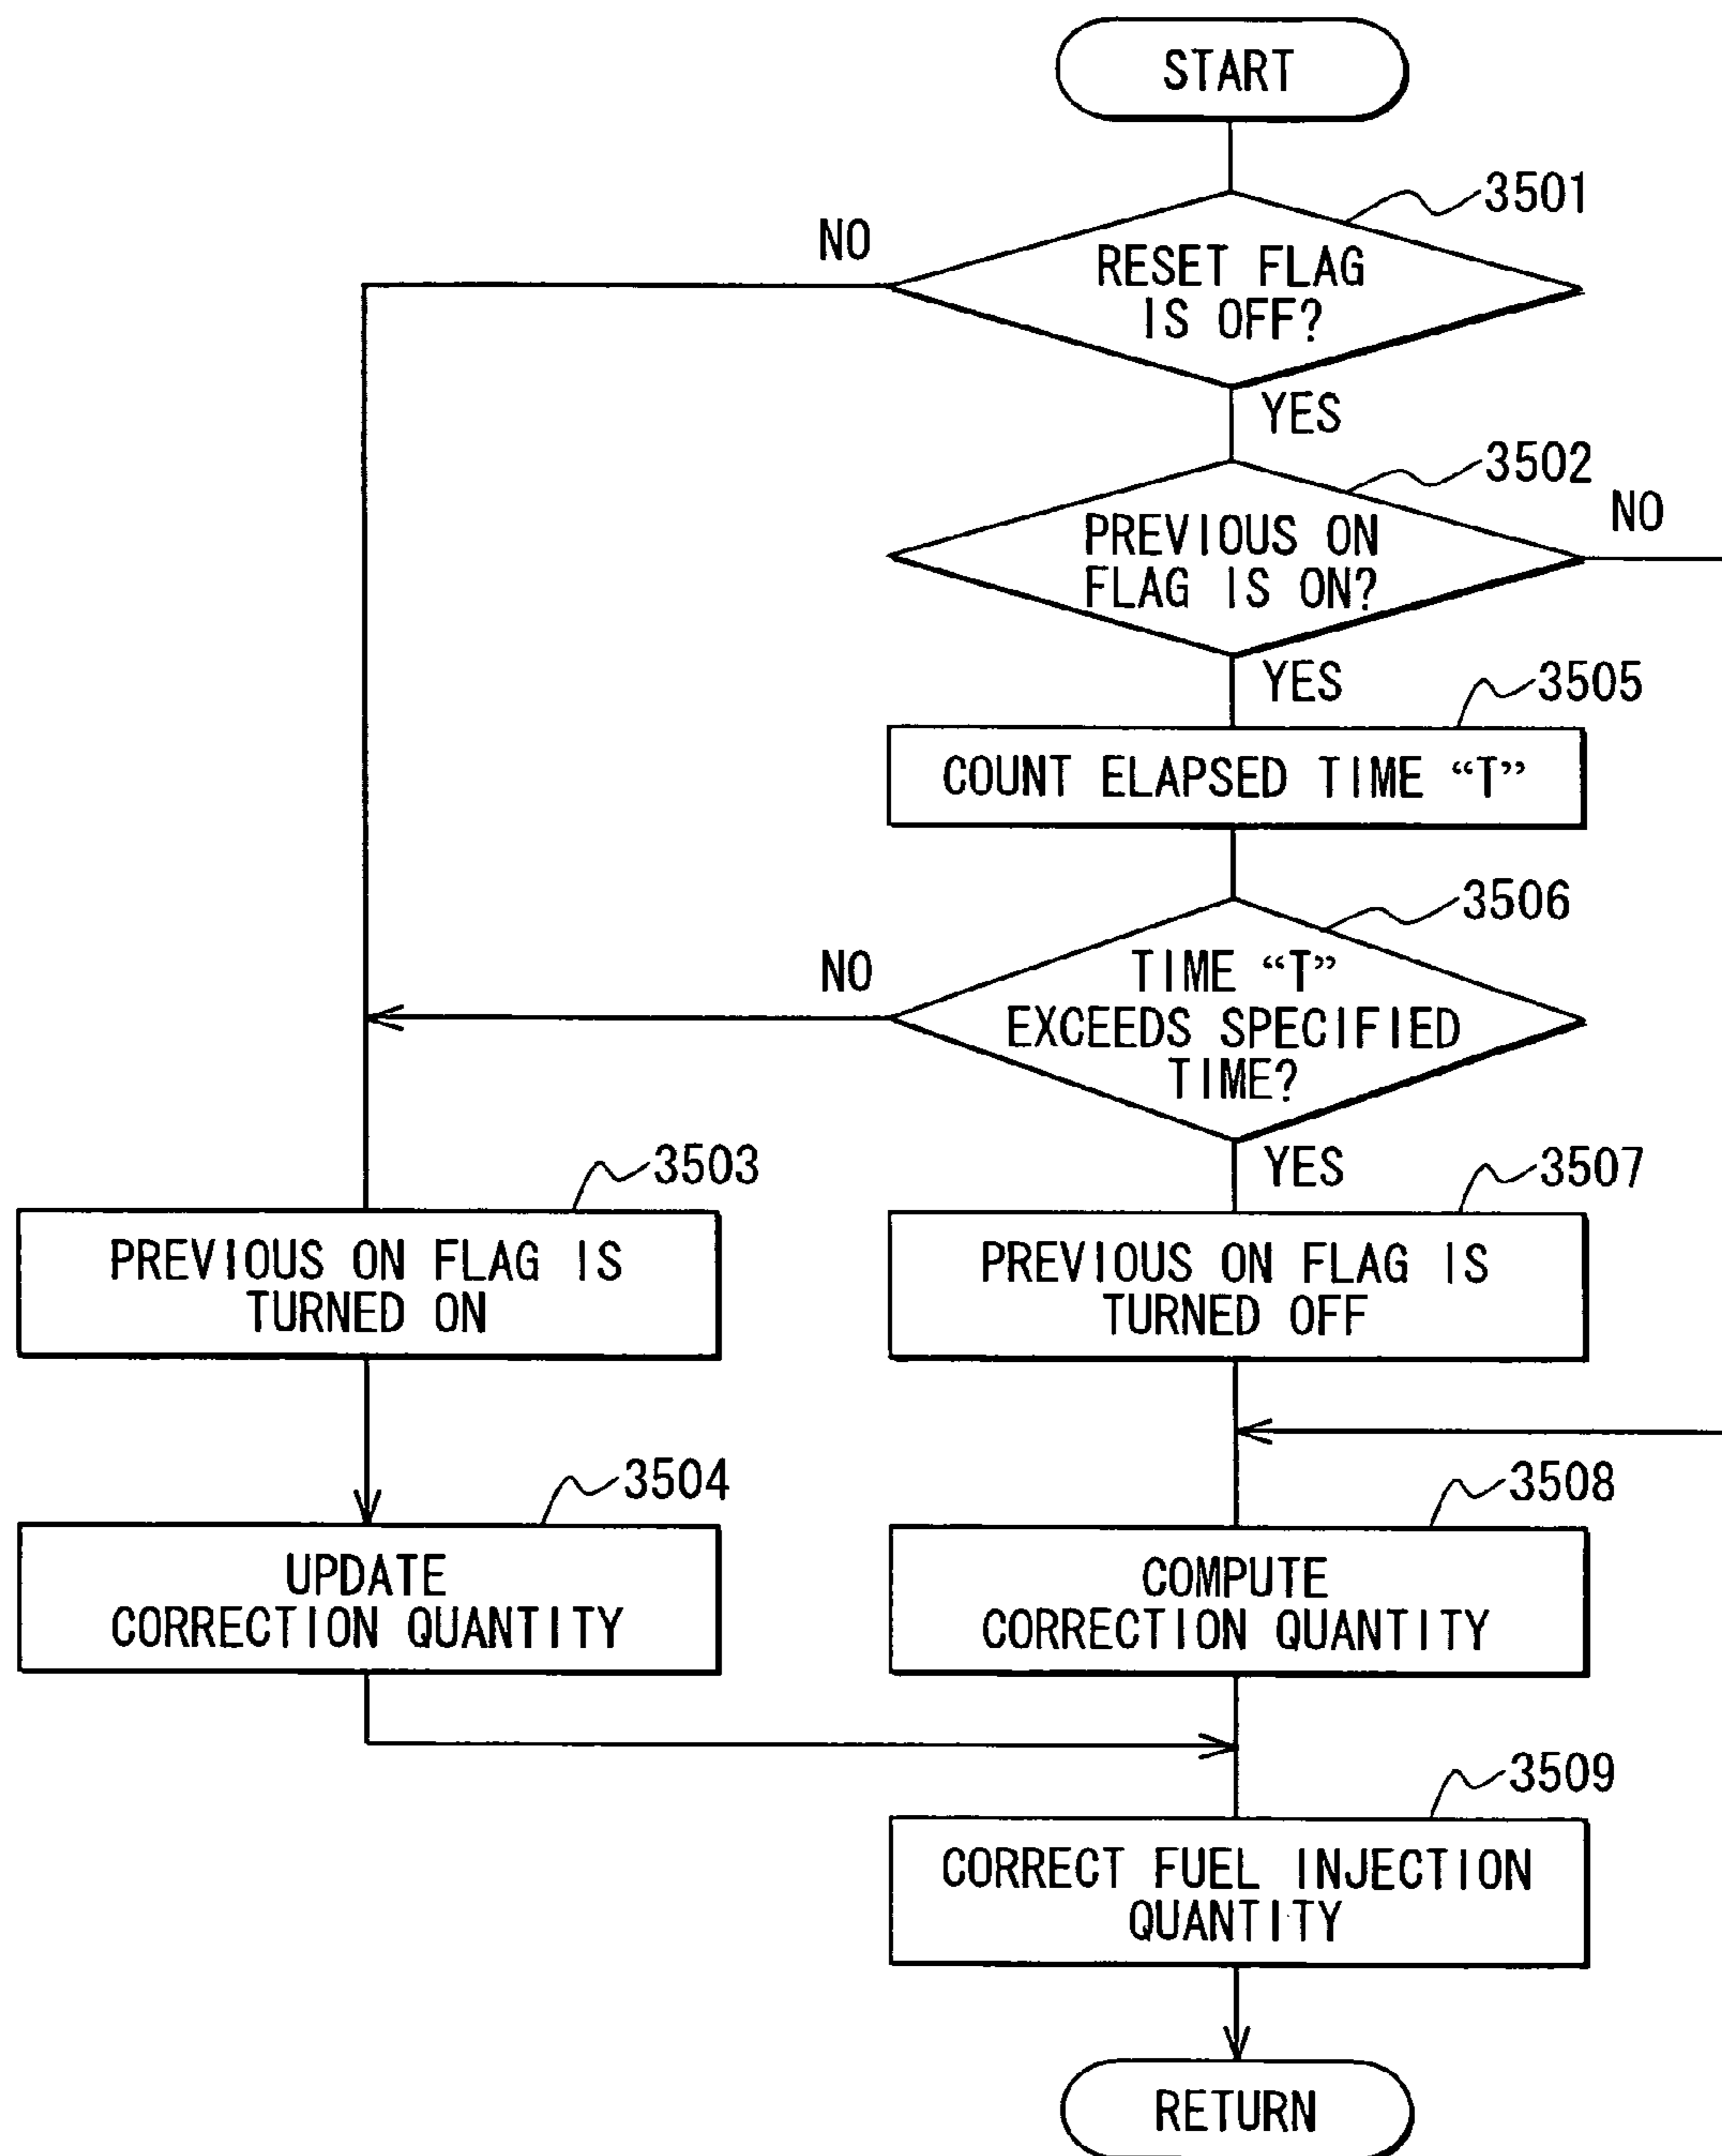 START
3501
NO
RESET FLAG
IS OFF?
YES
3502
NO
PREVIOUS ON
FLAG IS ON?
YES
3505
COUNT ELAPSED TIME “T”
3506
NO
TIME “T”
EXCEEDS SPECIFIED
TIME?
YES
3503
3507
PREVIOUS ON FLAG IS
TURNED ON
PREVIOUS ON FLAG IS
TURNED OFF
3504
3508
UPDATE
CORRECTION QUANTITY
COMPUTE
CORRECTION QUANTITY
3509
CORRECT FUEL INJECTION
QUANTITY
RETURN